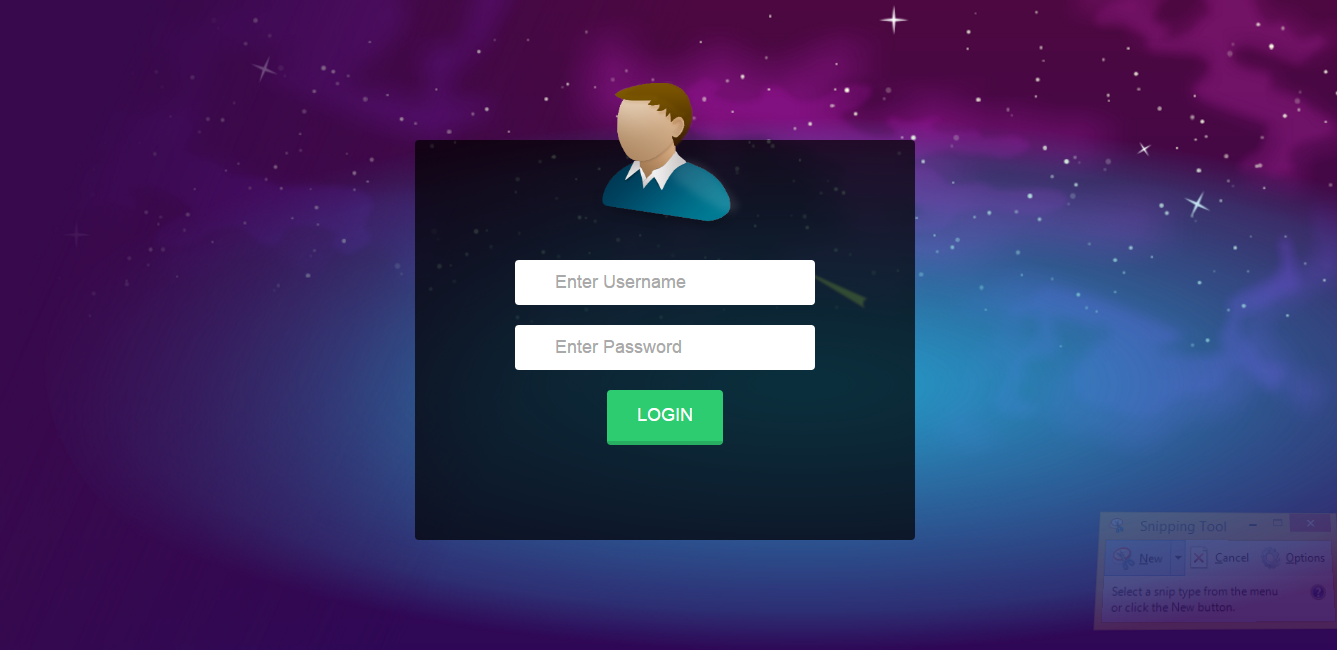 Enter Username
Enter Password
LOGIN
Snipping Tool
New Cancel Options
Select a snip type from the menu
or click the New button.